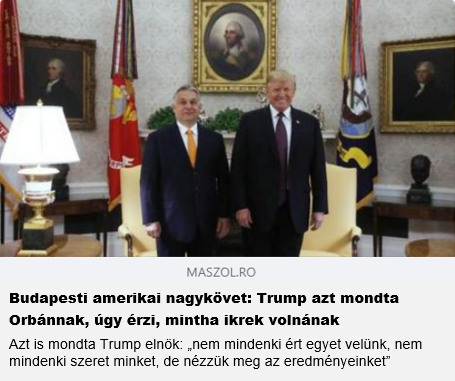 MASZOL.RO
Budapesti amerikai nagykövet: Trump azt mondta
Orbánnak, úgy érzi, mintha ikrek volnának
Azt is mondta Trump elnök: „nem mindenki ért egyet velünk, nem
mindenki szeret minket, de nézzük meg az eredményeinket”